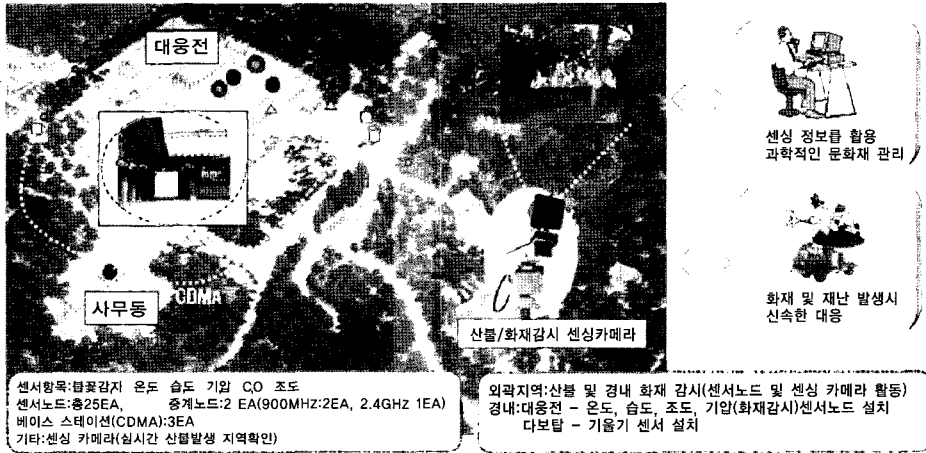 대웅전
센싱 정보를 활용
과학적인 문화재 관리
사무동
CDMA
산불/화재감시 센싱카메라
화재 및 재난 발생시
신속한 대응
센서항목:불꽃감지 온도 습도 기압 C,O 조도
센서노드:총25EA, 중계노드:2 EA(900MHZ:2EA, 2.4GHz 1EA)
베이스 스테이션(CDMA):3EA
기타:센싱 카메라(실시간 산불발생 지역확인)
외곽지역:산불 및 경내 화재 감시(센서노드 및 센싱 카메라 활동)
경내:대웅전 - 온도, 습도, 조도, 기압(화재감시)센서노드 설치
다보탑 - 기울기 센서 설치